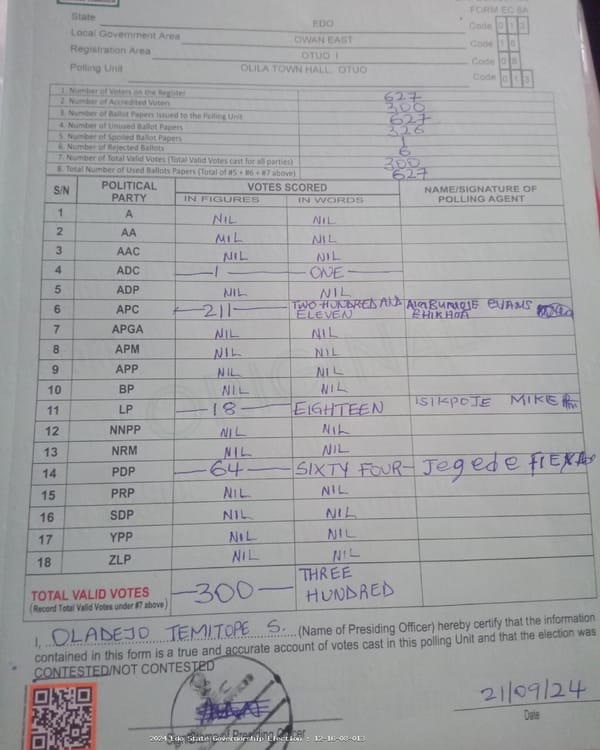 FORM EC 8A
State EDO Code 0 1 2
Local Government Area OWAN EAST Code 1 6
Registration Area OTUO I Code 0 8
Polling Unit OLILA TOWN HALL, OTUO Code 0 1 3
1. Number of Voters on the Register 627
2. Number of Accredited Voters 300
3. Number of Ballot Papers Issued to the Polling Unit 627
4. Number of Unused Ballot Papers 326
5. Number of Spoiled Ballot Papers 1
6. Number of Rejected Ballots 6
7. Number of Total Valid Votes (Total Valid Votes cast for all parties) 300
8. Total Number of Used Ballots Papers (Total of #5 + #6 + #7 above) 627
S/N POLITICAL PARTY VOTES SCORED NAME/SIGNATURE OF POLLING AGENT
IN FIGURES IN WORDS
1 A NIL NIL
2 AA NIL NIL
3 AAC NIL NIL
4 ADC 1 ONE
5 ADP NIL NIL
6 APC 211 TWO HUNDRED AND ELEVEN EVANS
7 APGA NIL NIL
8 APM NIL NIL
9 APP NIL NIL
10 BP NIL NIL
11 LP 18 EIGHTEEN MIKE
12 NNPP NIL NIL
13 NRM NIL NIL
14 PDP 64 SIXTY FOUR Jegede
15 PRP NIL NIL
16 SDP NIL NIL
17 YPP NIL NIL
18 ZLP NIL NIL
TOTAL VALID VOTES 300 THREE HUNDRED
(Record Total Valid Votes under #7 above)
I, OLADEJO TEMITOPE S. (Name of Presiding Officer) hereby certify that the information
contained in this form is a true and accurate account of votes cast in this polling Unit and that the election was
CONTESTED/NOT CONTESTED
21/09/24
Signature of Presiding Officer Date
2024 Edo State Governorship Election : 12-16-08-013